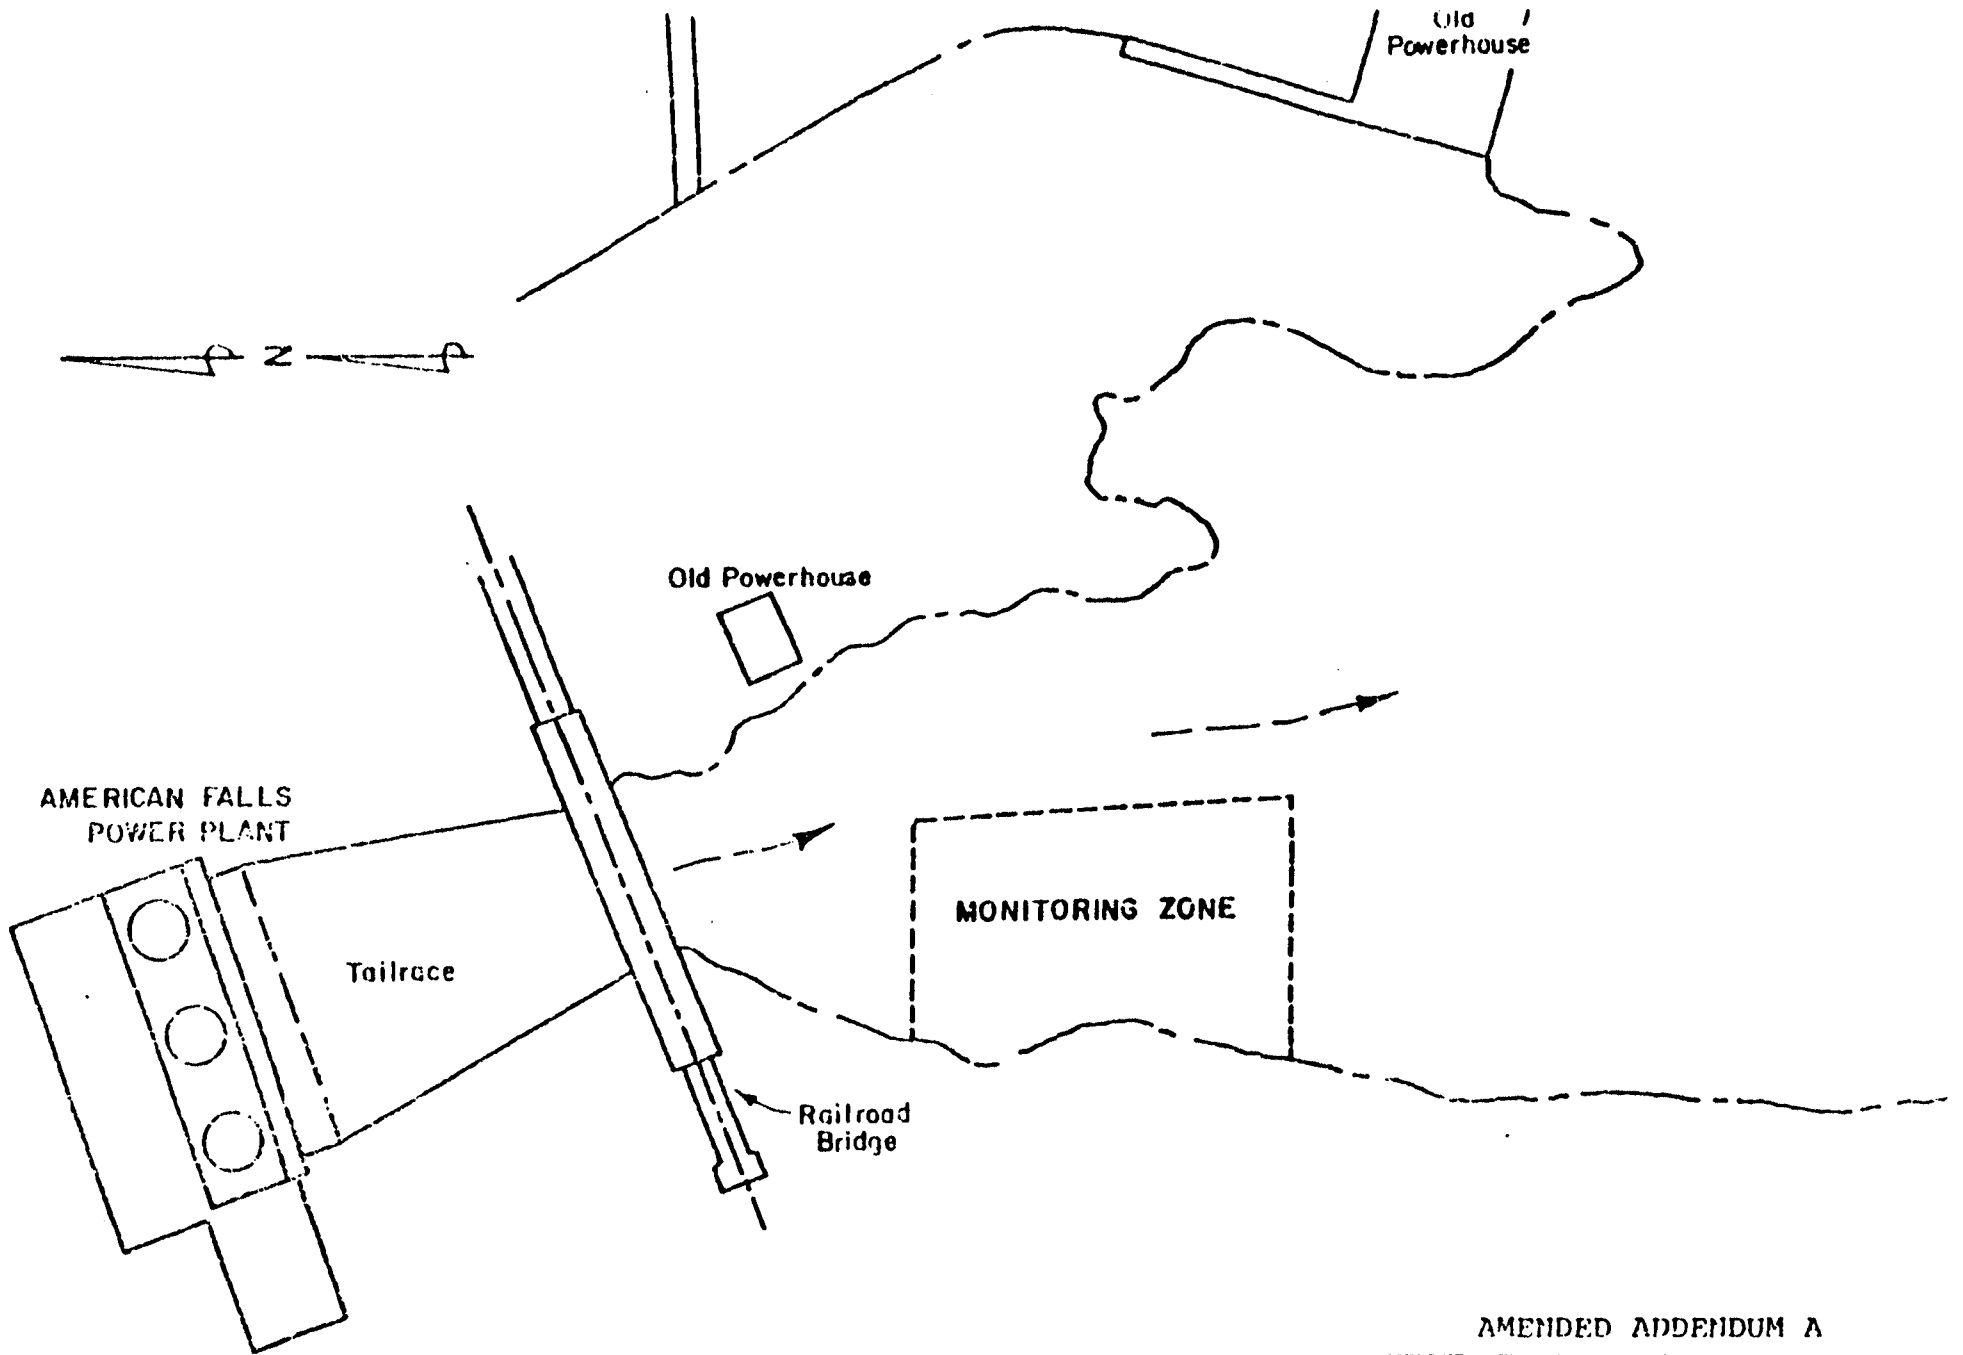 Old
Powerhouse
N
Old Powerhouse
AMERICAN FALLS
POWER PLANT
MONITORING ZONE
Tailrace
Railroad
Bridge
AMENDED ADDENDUM A